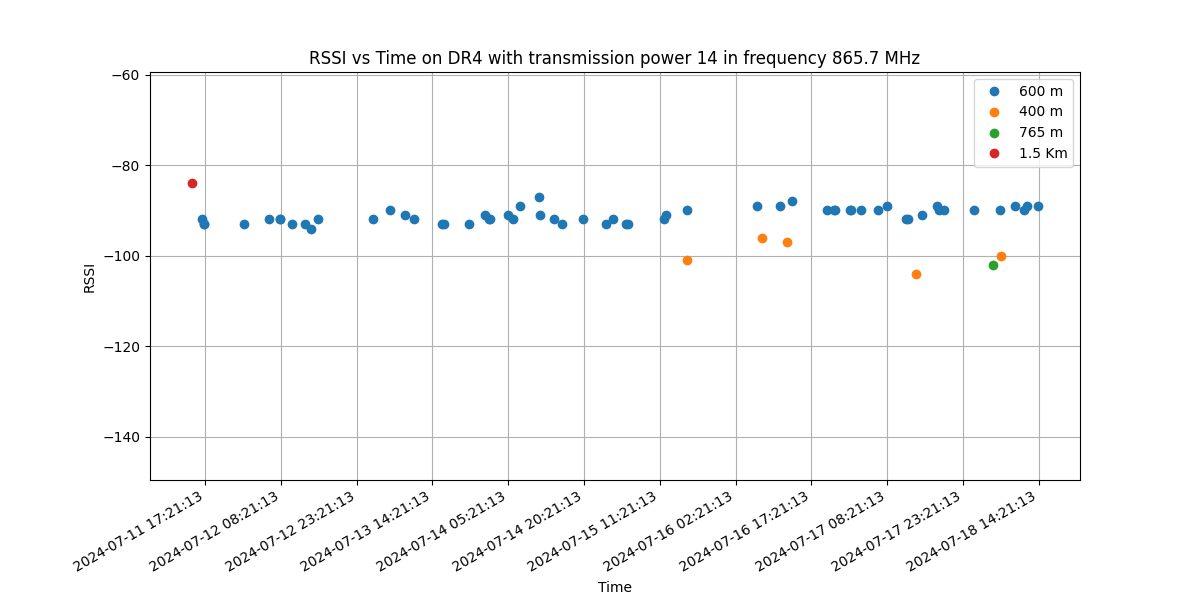 RSSI vs Time on DR4 with transmission power 14 in frequency 865.7 MHz
−60
−80
−100
−120
−140
RSSI
600 m
400 m
765 m
1.5 Km
2024-07-11 17:21:13
2024-07-12 08:21:13
2024-07-12 23:21:13
2024-07-13 14:21:13
2024-07-14 05:21:13
2024-07-14 20:21:13
2024-07-15 11:21:13
2024-07-16 02:21:13
2024-07-16 17:21:13
2024-07-17 08:21:13
2024-07-17 23:21:13
2024-07-18 14:21:13
Time